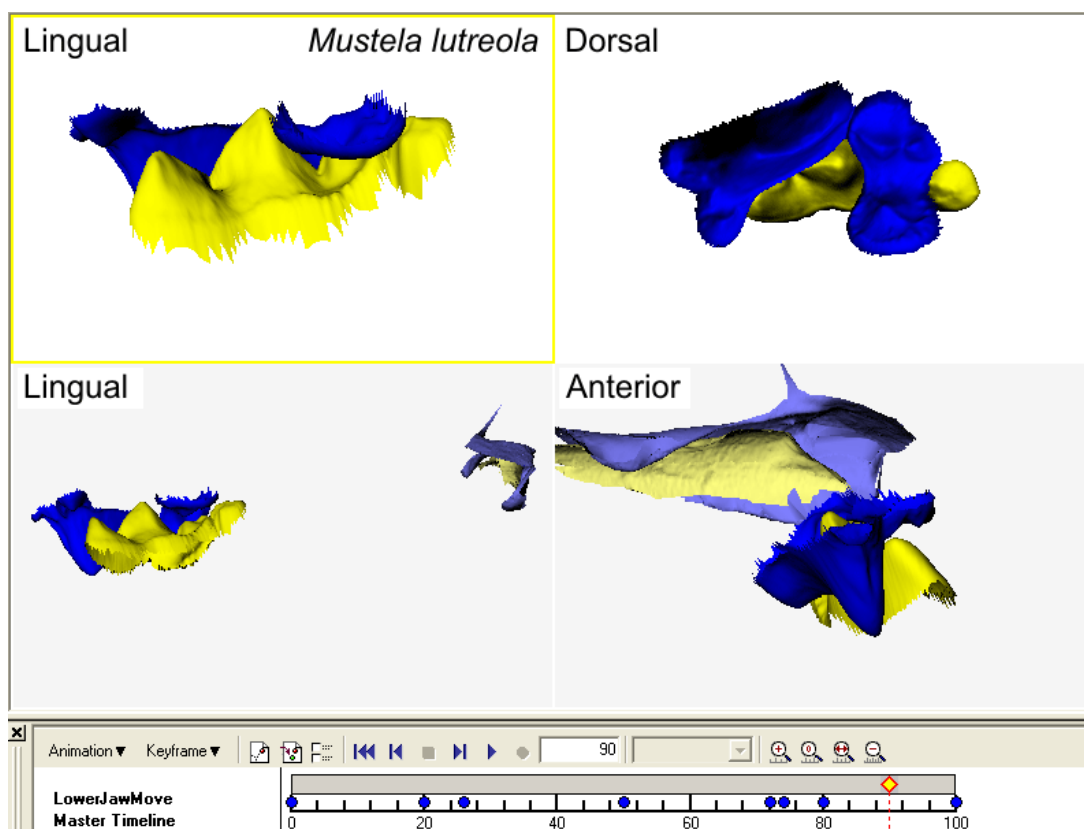 Lingual Mustela lutreola Dorsal
Lingual Anterior
Animation Keyframe 90
LowerJawMove
Master Timeline
0 20 40 60 80 100